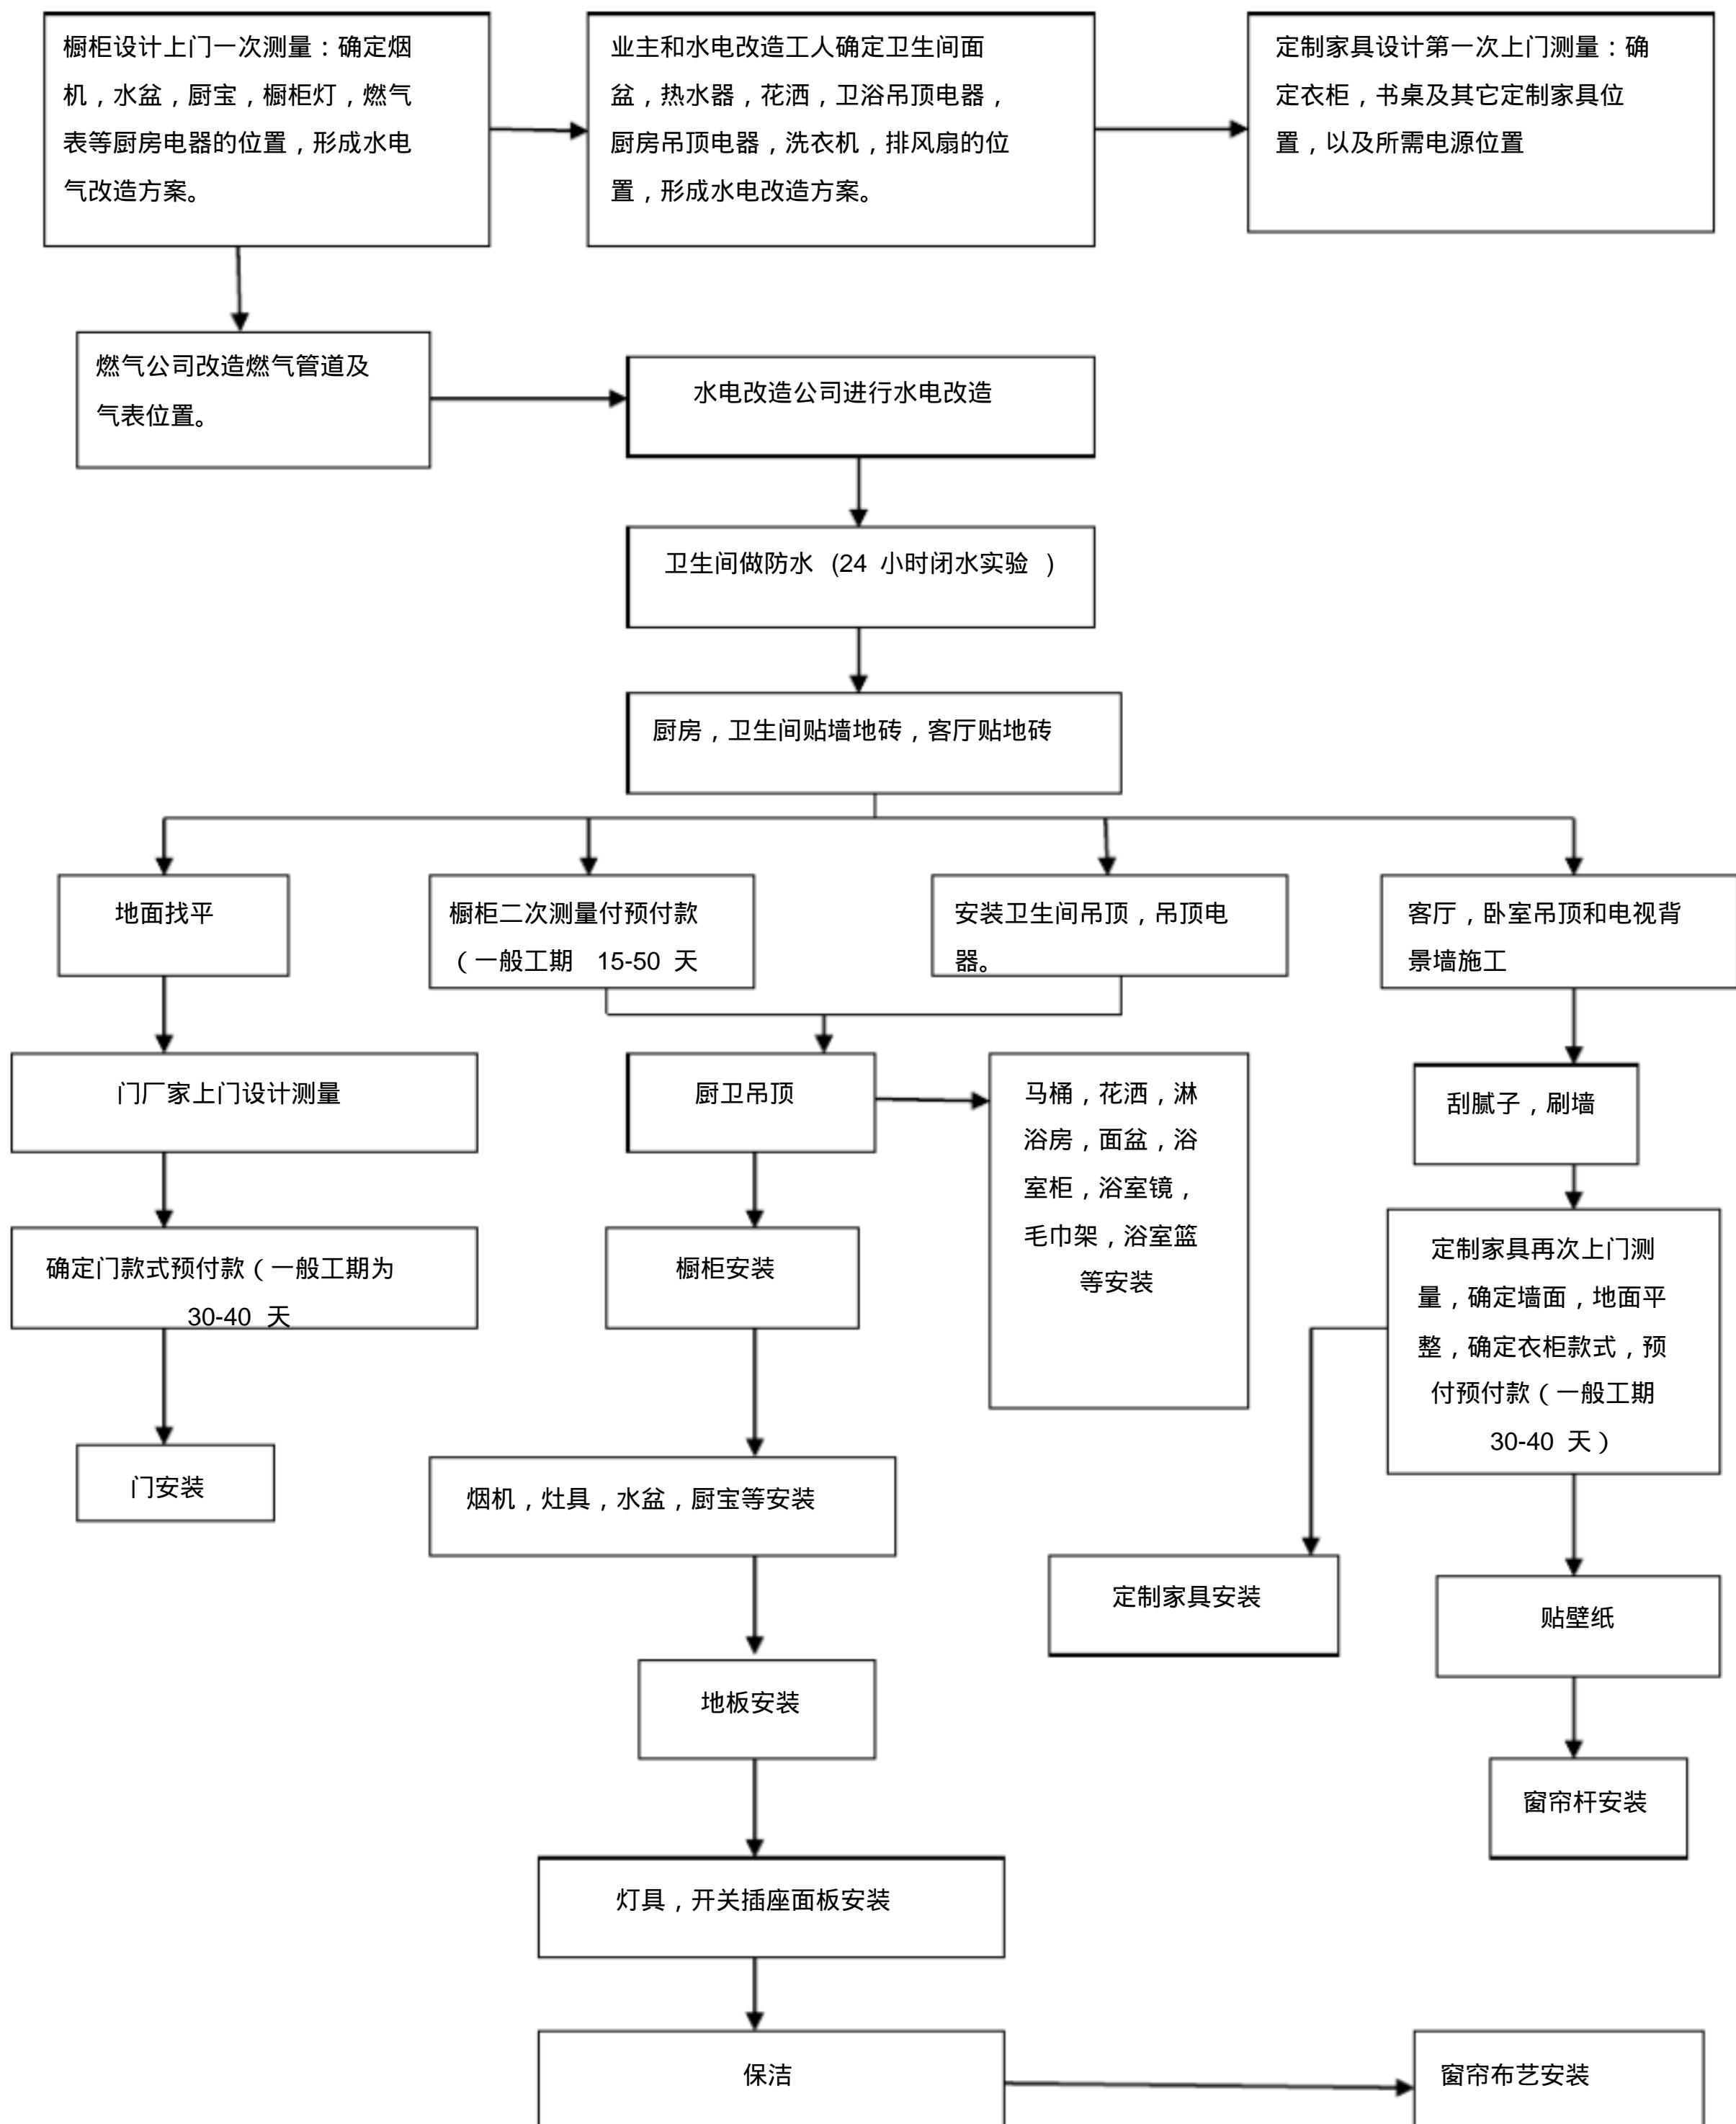 橱柜设计上门一次测量：确定烟
机，水盆，厨宝，橱柜灯，燃气
表等厨房电器的位置，形成水电
气改造方案。
业主和水电改造工人确定卫生间面
盆，热水器，花洒，卫浴吊顶电器，
厨房吊顶电器，洗衣机，排风扇的位
置，形成水电改造方案。
定制家具设计第一次上门测量：确
定衣柜，书桌及其它定制家具位
置，以及所需电源位置
燃气公司改造燃气管道及
气表位置。
水电改造公司进行水电改造
卫生间做防水 (24 小时闭水实验 )
厨房，卫生间贴墙地砖，客厅贴地砖
地面找平
橱柜二次测量付预付款
（一般工期 15-50 天
安装卫生间吊顶，吊顶电
器。
客厅，卧室吊顶和电视背
景墙施工
门厂家上门设计测量
厨卫吊顶
马桶，花洒，淋
浴房，面盆，浴
室柜，浴室镜，
毛巾架，浴室篮
等安装
刮腻子，刷墙
确定门款式预付款（一般工期为
30-40 天
橱柜安装
定制家具再次上门测
量，确定墙面，地面平
整，确定衣柜款式，预
付预付款（一般工期
30-40 天）
门安装
烟机，灶具，水盆，厨宝等安装
定制家具安装
贴壁纸
地板安装
窗帘杆安装
灯具，开关插座面板安装
保洁
窗帘布艺安装